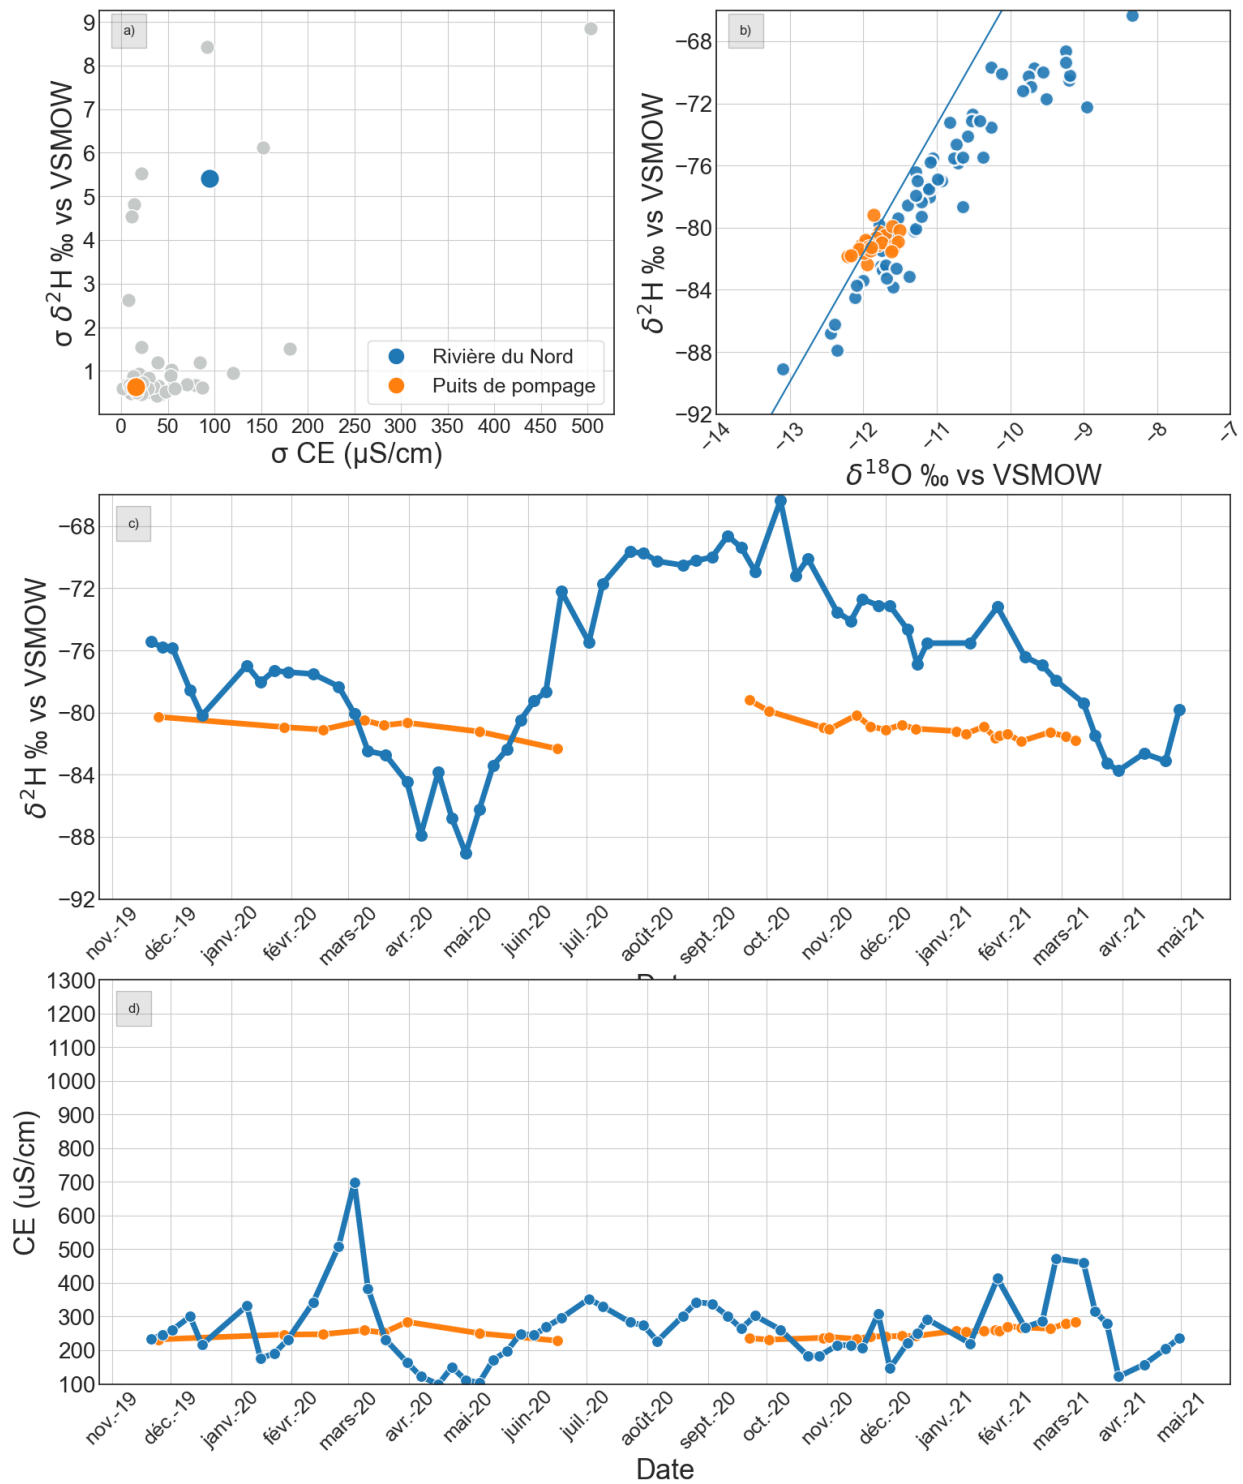 a)
σ δ²H ‰ vs VSMOW
9
8
7
6
5
4
3
2
1
0
50
100
150
200
250
300
350
400
450
500
σ CE (µS/cm)
Rivière du Nord
Puits de pompage
b)
δ²H ‰ vs VSMOW
−68
−72
−76
−80
−84
−88
−92
−14
−13
−12
−11
−10
−9
−8
−7
δ¹⁸O ‰ vs VSMOW
c)
δ²H ‰ vs VSMOW
−68
−72
−76
−80
−84
−88
−92
nov.-19
déc.-19
janv.-20
févr.-20
mars-20
avr.-20
mai-20
juin-20
juil.-20
août-20
sept.-20
oct.-20
nov.-20
déc.-20
janv.-21
févr.-21
mars-21
avr.-21
mai-21
d)
CE (uS/cm)
1300
1200
1100
1000
900
800
700
600
500
400
300
200
100
nov.-19
déc.-19
janv.-20
févr.-20
mars-20
avr.-20
mai-20
juin-20
juil.-20
août-20
sept.-20
oct.-20
nov.-20
déc.-20
janv.-21
févr.-21
mars-21
avr.-21
mai-21
Date